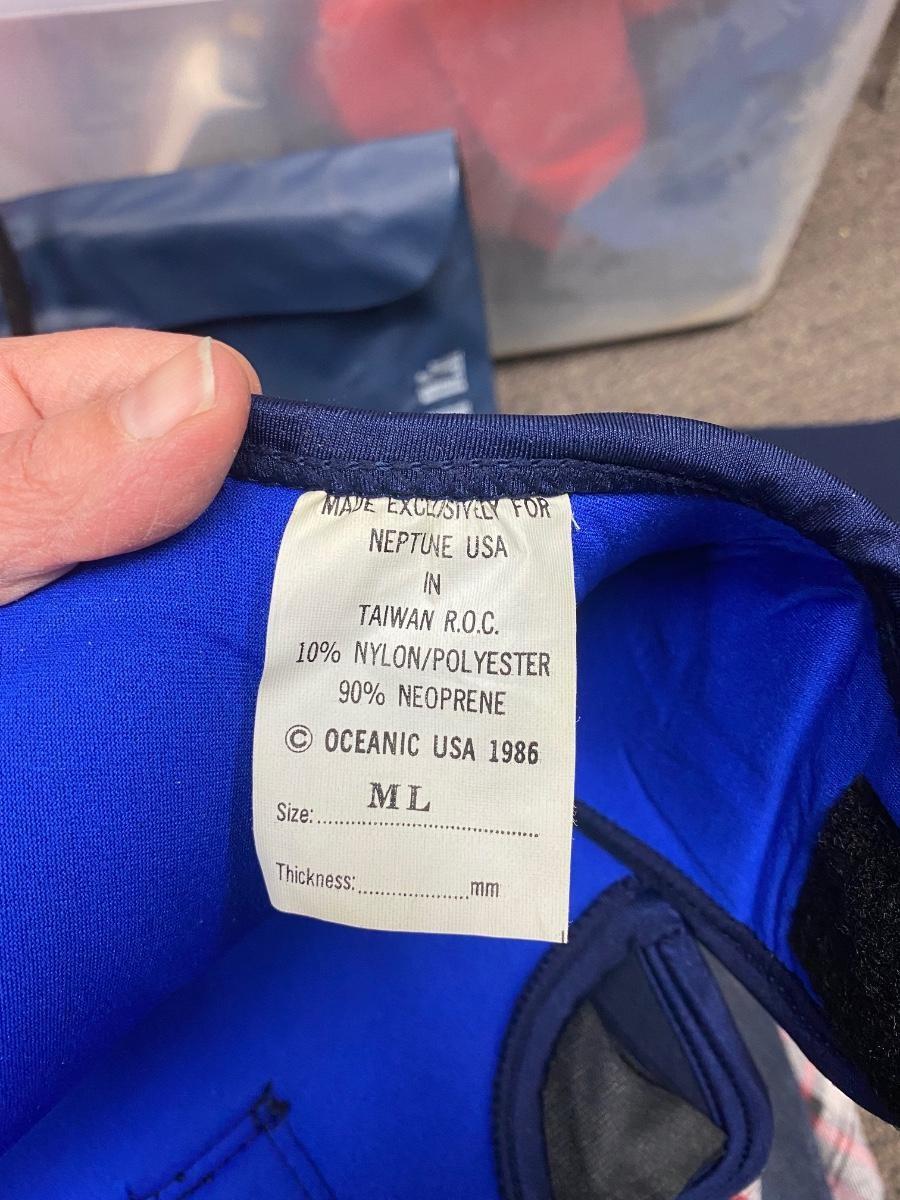 MADE EXCLUSIVELY FOR
NEPTUNE USA
IN
TAIWAN R.O.C.
10% NYLON/POLYESTER
90% NEOPRENE
© OCEANIC USA 1986
ML
Size:..............................................
Thickness:......................mm